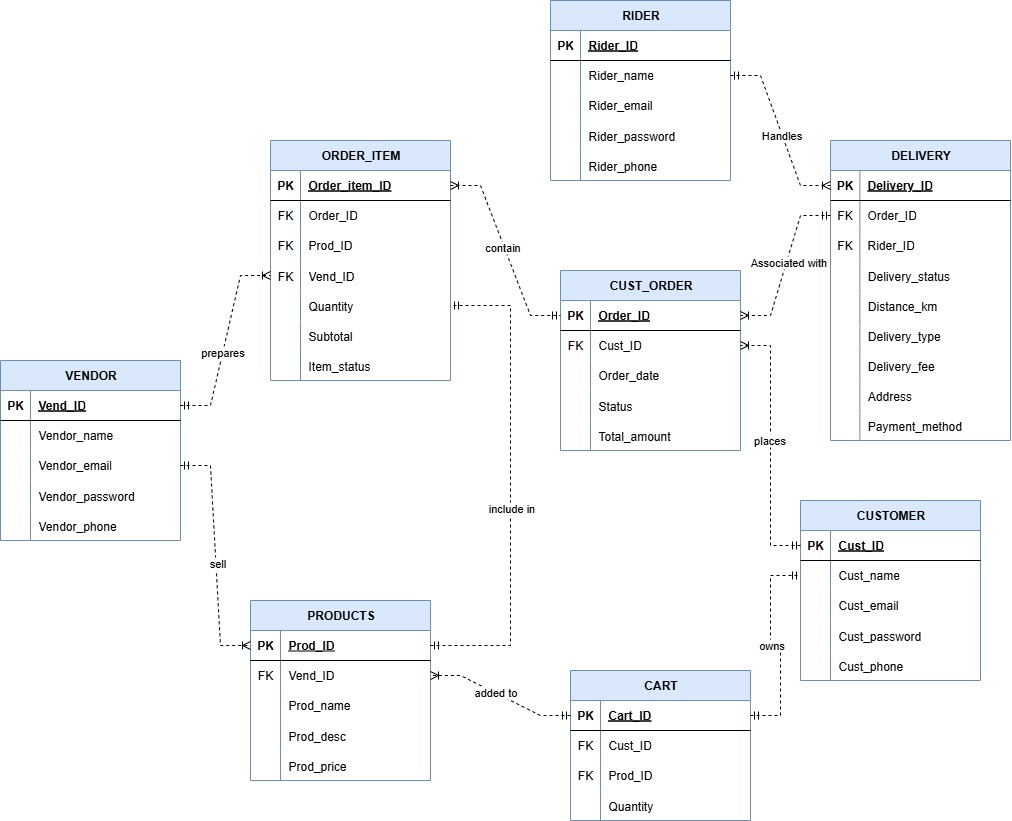 RIDER
PK Rider_ID
Rider_name
Rider_email
Rider_password
Rider_phone
Handles
ORDER_ITEM
PK Order_item_ID
FK Order_ID
FK Prod_ID
FK Vend_ID
Quantity
Subtotal
Item_status
contain
DELIVERY
PK Delivery_ID
FK Order_ID
FK Rider_ID
Delivery_status
Distance_km
Delivery_type
Delivery_fee
Address
Payment_method
Associated with
CUST_ORDER
PK Order_ID
FK Cust_ID
Order_date
Status
Total_amount
prepares
VENDOR
PK Vend_ID
Vendor_name
Vendor_email
Vendor_password
Vendor_phone
places
include in
sell
CUSTOMER
PK Cust_ID
Cust_name
Cust_email
Cust_password
Cust_phone
PRODUCTS
PK Prod_ID
FK Vend_ID
Prod_name
Prod_desc
Prod_price
owns
added to
CART
PK Cart_ID
FK Cust_ID
FK Prod_ID
Quantity